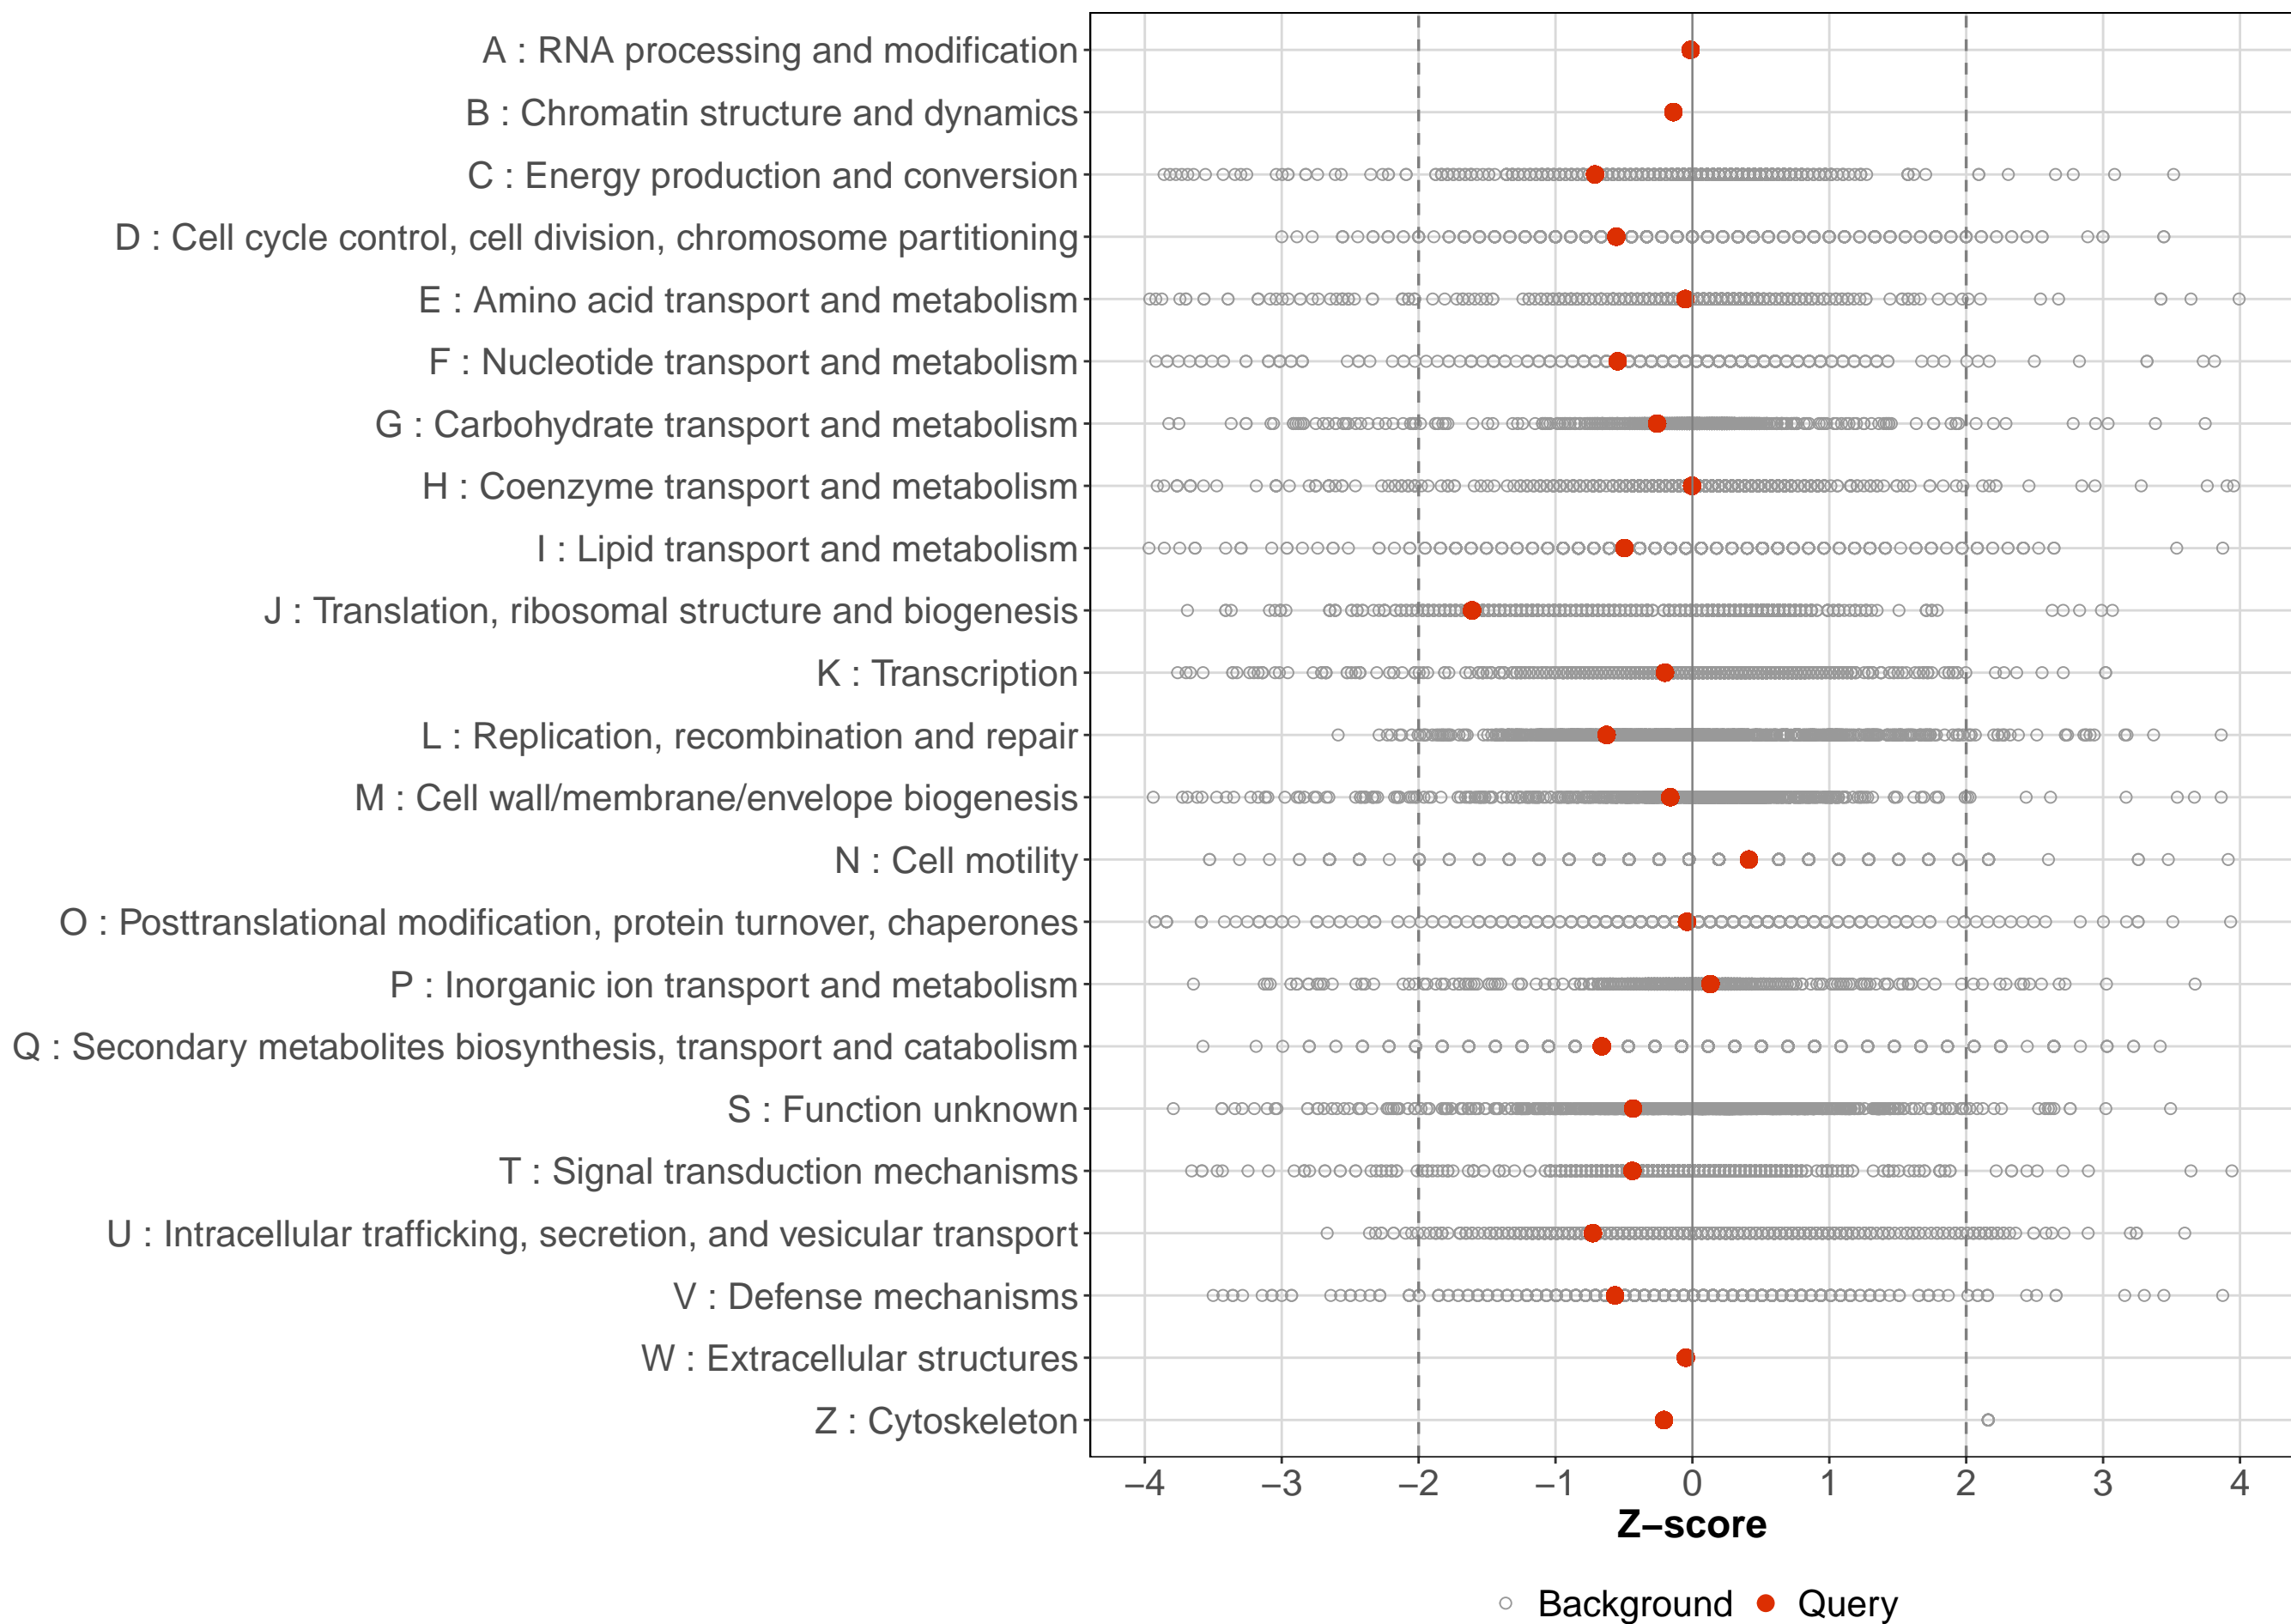 A : RNA processing and modification
B : Chromatin structure and dynamics
C : Energy production and conversion
D : Cell cycle control, cell division, chromosome partitioning
E : Amino acid transport and metabolism
F : Nucleotide transport and metabolism
G : Carbohydrate transport and metabolism
H : Coenzyme transport and metabolism
I : Lipid transport and metabolism
J : Translation, ribosomal structure and biogenesis
K : Transcription
L : Replication, recombination and repair
M : Cell wall/membrane/envelope biogenesis
N : Cell motility
O : Posttranslational modification, protein turnover, chaperones
P : Inorganic ion transport and metabolism
Q : Secondary metabolites biosynthesis, transport and catabolism
S : Function unknown
T : Signal transduction mechanisms
U : Intracellular trafficking, secretion, and vesicular transport
V : Defense mechanisms
W : Extracellular structures
Z : Cytoskeleton
−4 −3 −2 −1 0 1 2 3 4
Z−score
Background Query